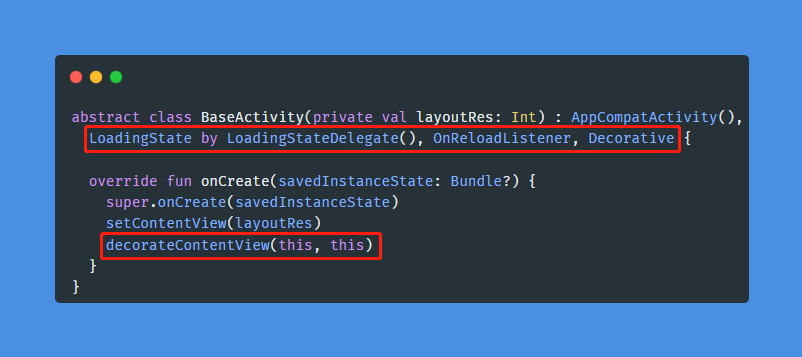 abstract class BaseActivity(private val layoutRes: Int) : AppCompatActivity(),
LoadingState by LoadingStateDelegate(), OnReloadListener, Decorative {
override fun onCreate(savedInstanceState: Bundle?) {
super.onCreate(savedInstanceState)
setContentView(layoutRes)
decorateContentView(this, this)
}
}